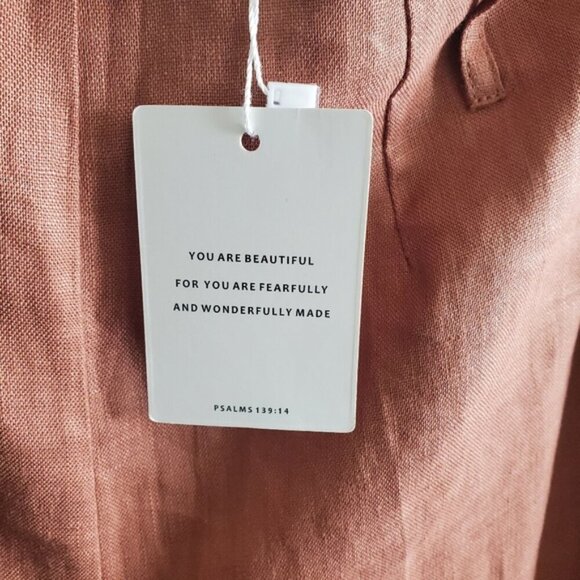 YOU ARE BEAUTIFUL
FOR YOU ARE FEARFULLY
AND WONDERFULLY MADE
PSALMS 139:14